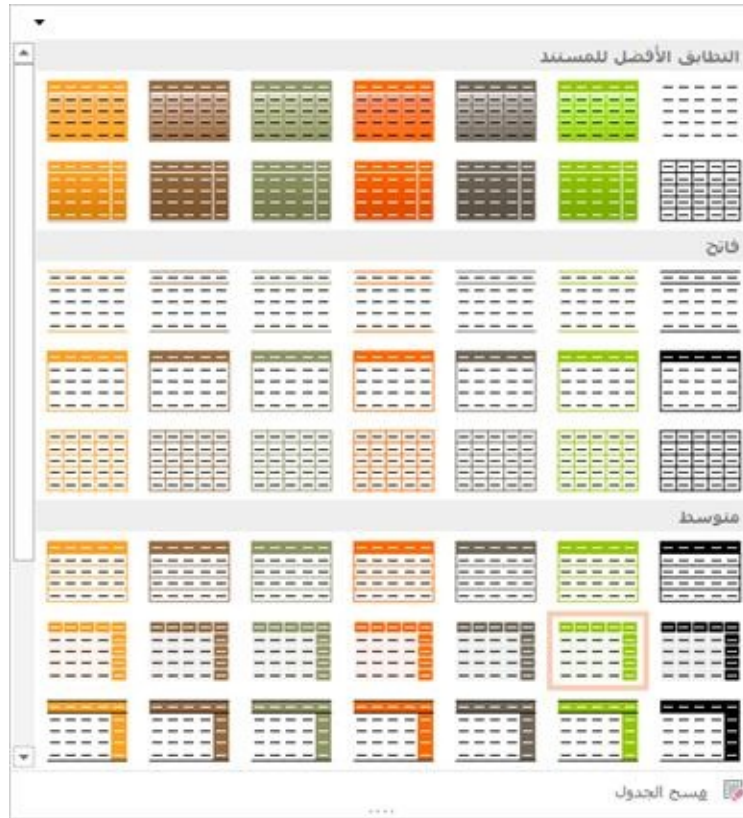 التطابق الأفضل للمستند
فاتح
متوسط
مسح الجدول